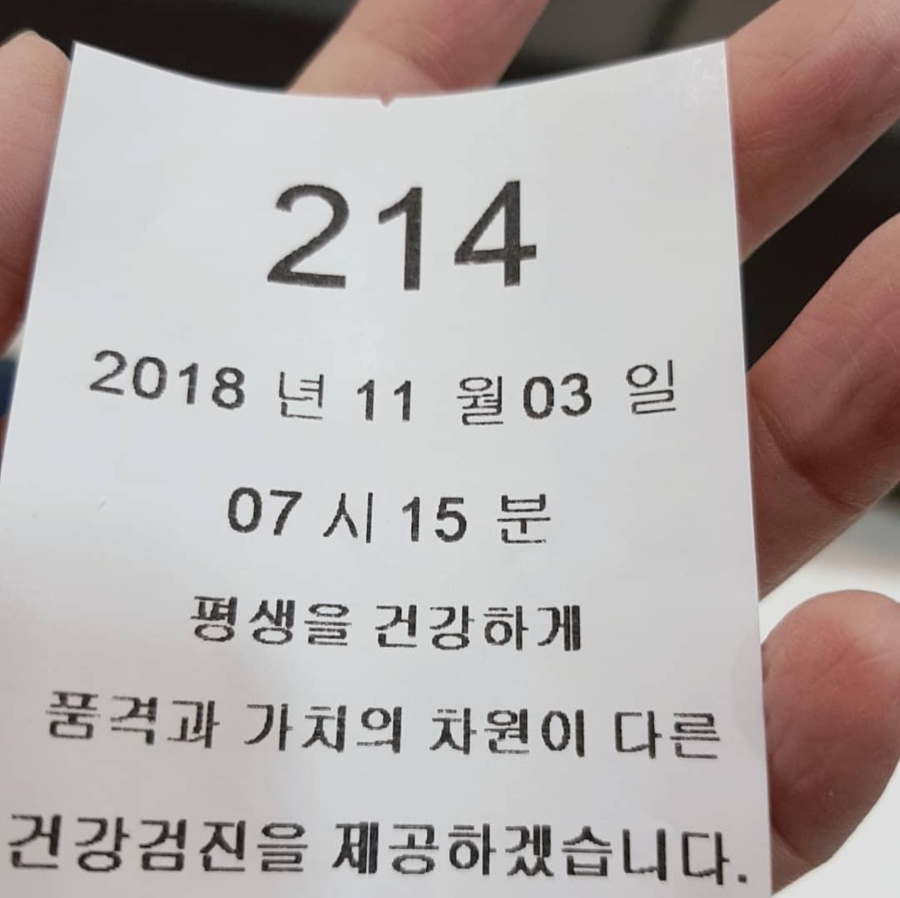 214
2018 년 11 월 03 일
07 시 15 분
평생을 건강하게
품격과 가치의 차원이 다른
건강검진을 제공하겠습니다.